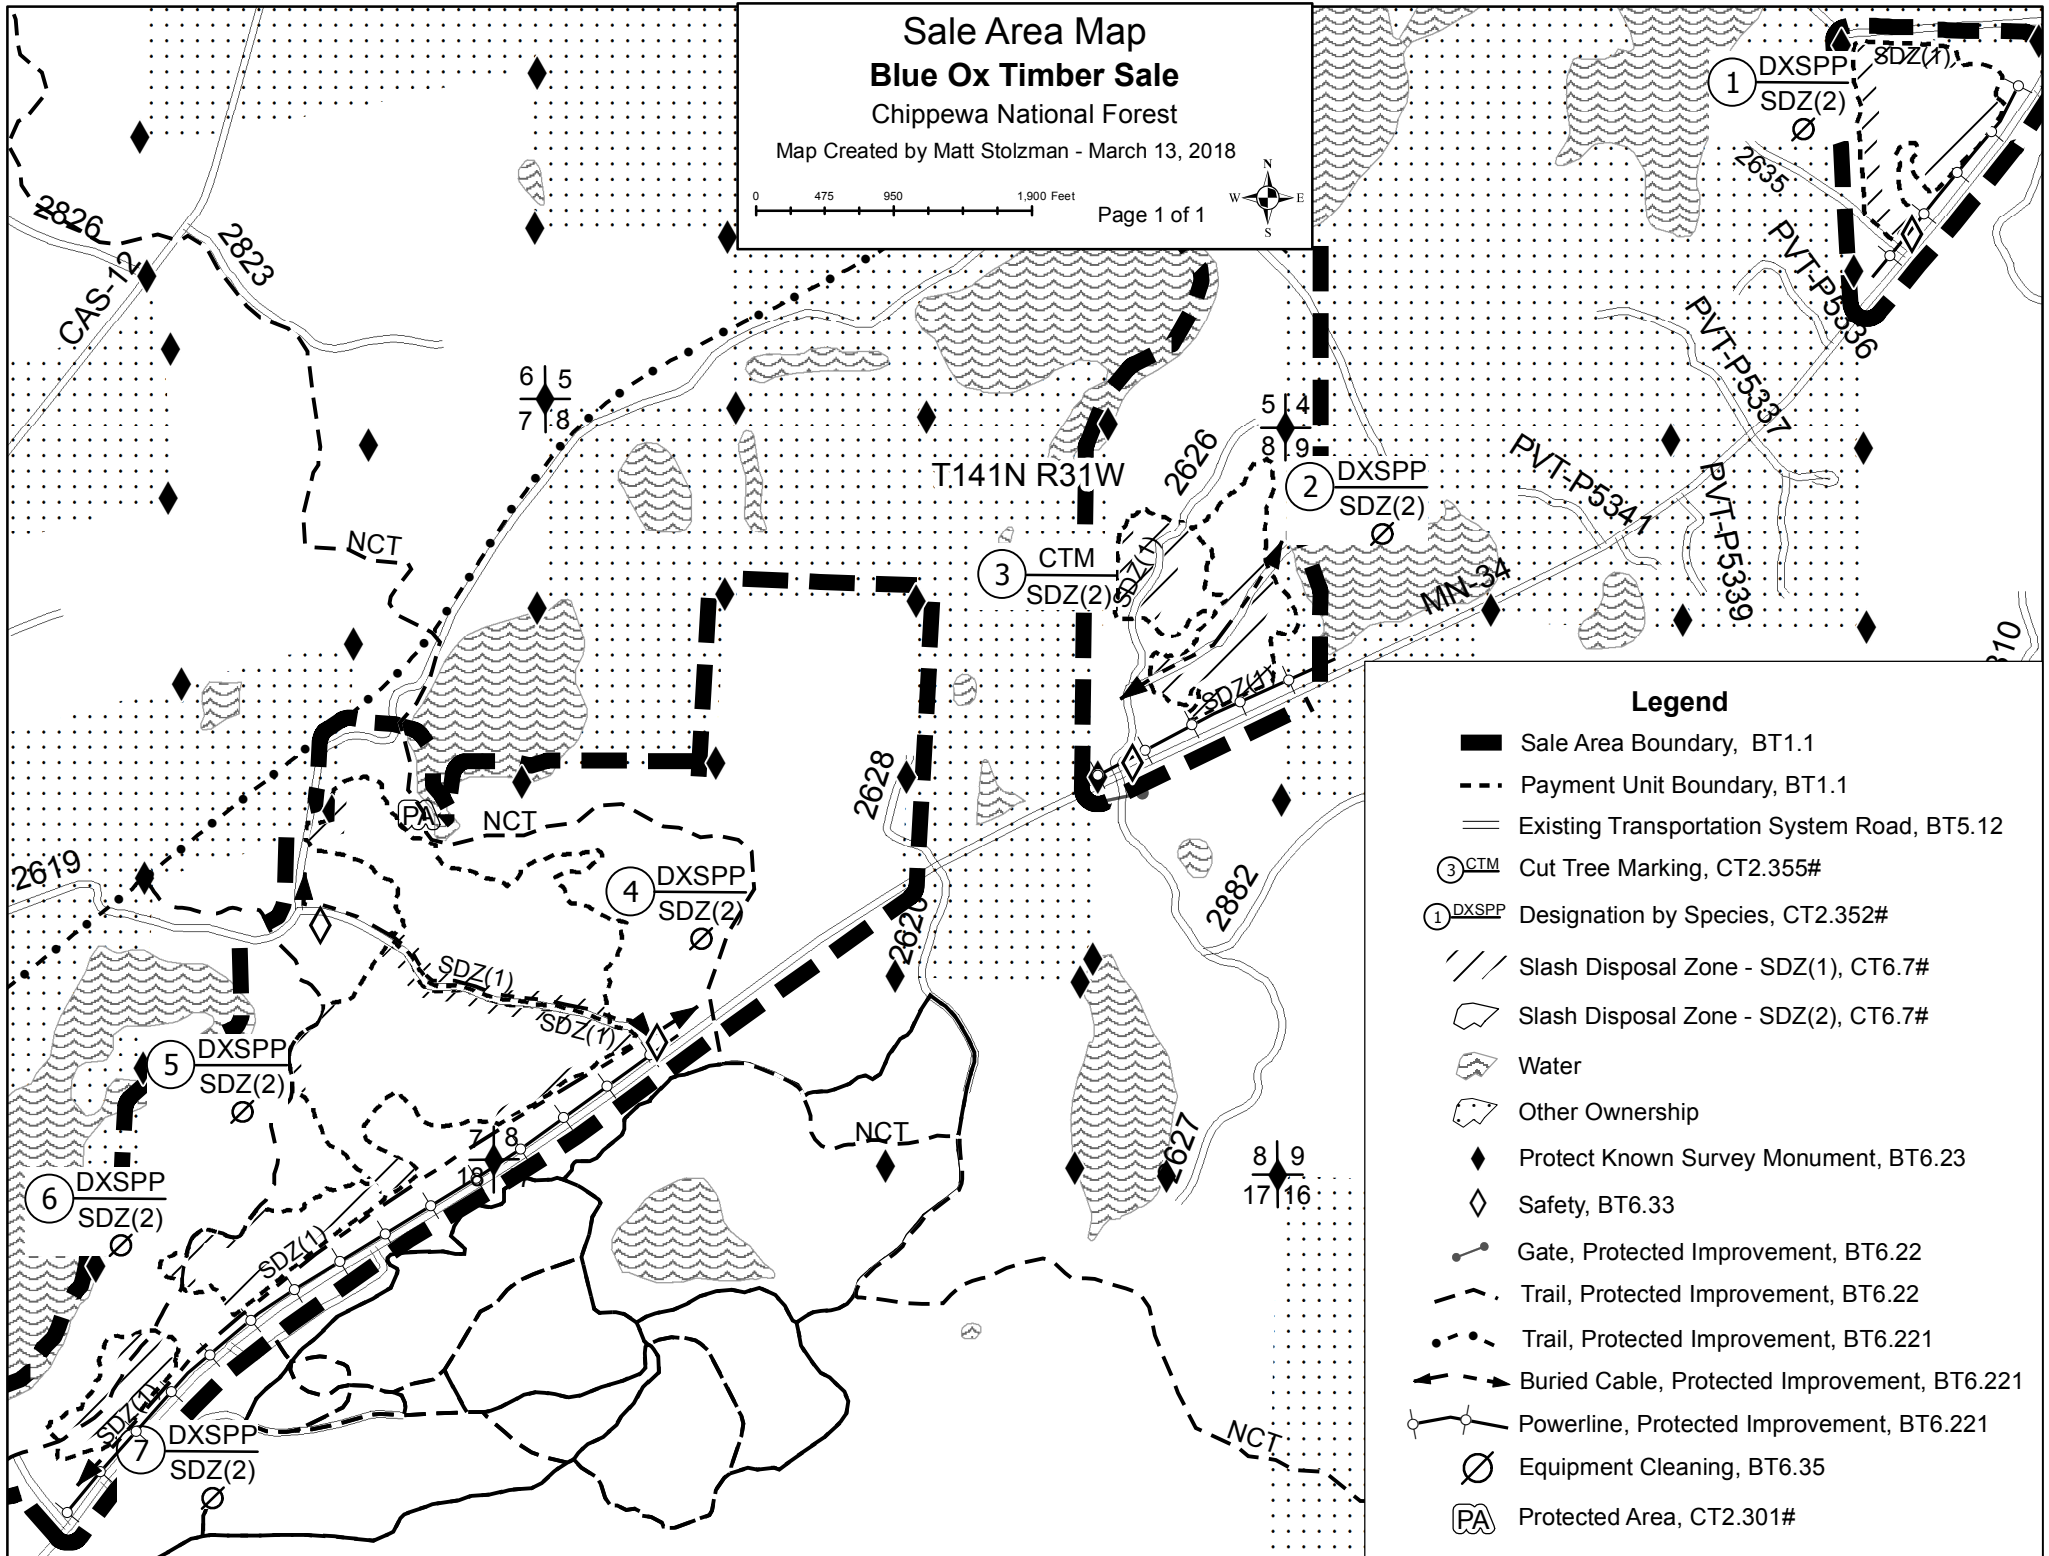 Sale Area Map
Blue Ox Timber Sale
Chippewa National Forest
Map Created by Matt Stolzman - March 13, 2018
0 475 950 1,900 Feet
Page 1 of 1
N
W E
S
1 DXSPP
SDZ(2)
SDZ(1)
2635
PVT-P5336
PVT-P5337
PVT-P5341
PVT-P5339
MN-34
2826
2823
CAS-12
6 5
7 8
5 4
8 9
T141N R31W
2626
2 DXSPP
SDZ(2)
3 CTM
SDZ(2)
SDZ(1)
SDZ(1)
NCT
PA
NCT
2628
2619
4 DXSPP
SDZ(2)
2620
2882
SDZ(1)
SDZ(1)
5 DXSPP
SDZ(2)
NCT
2627
7 8
18
8 9
17 16
6 DXSPP
SDZ(2)
SDZ(1)
SDZ(1)
7 DXSPP
SDZ(2)
NCT
Legend
Sale Area Boundary, BT1.1
Payment Unit Boundary, BT1.1
Existing Transportation System Road, BT5.12
3 CTM Cut Tree Marking, CT2.355#
1 DXSPP Designation by Species, CT2.352#
Slash Disposal Zone - SDZ(1), CT6.7#
Slash Disposal Zone - SDZ(2), CT6.7#
Water
Other Ownership
Protect Known Survey Monument, BT6.23
Safety, BT6.33
Gate, Protected Improvement, BT6.22
Trail, Protected Improvement, BT6.22
Trail, Protected Improvement, BT6.221
Buried Cable, Protected Improvement, BT6.221
Powerline, Protected Improvement, BT6.221
Equipment Cleaning, BT6.35
PA Protected Area, CT2.301#